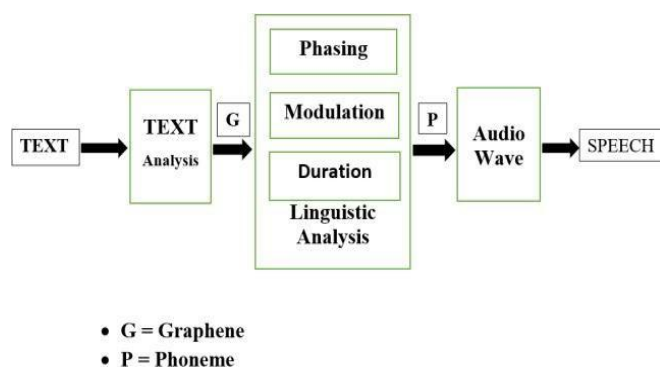 TEXT
TEXT
Analysis
G
Phasing
Modulation
Duration
Linguistic
Analysis
P
Audio
Wave
SPEECH
• G = Graphene
• P = Phoneme